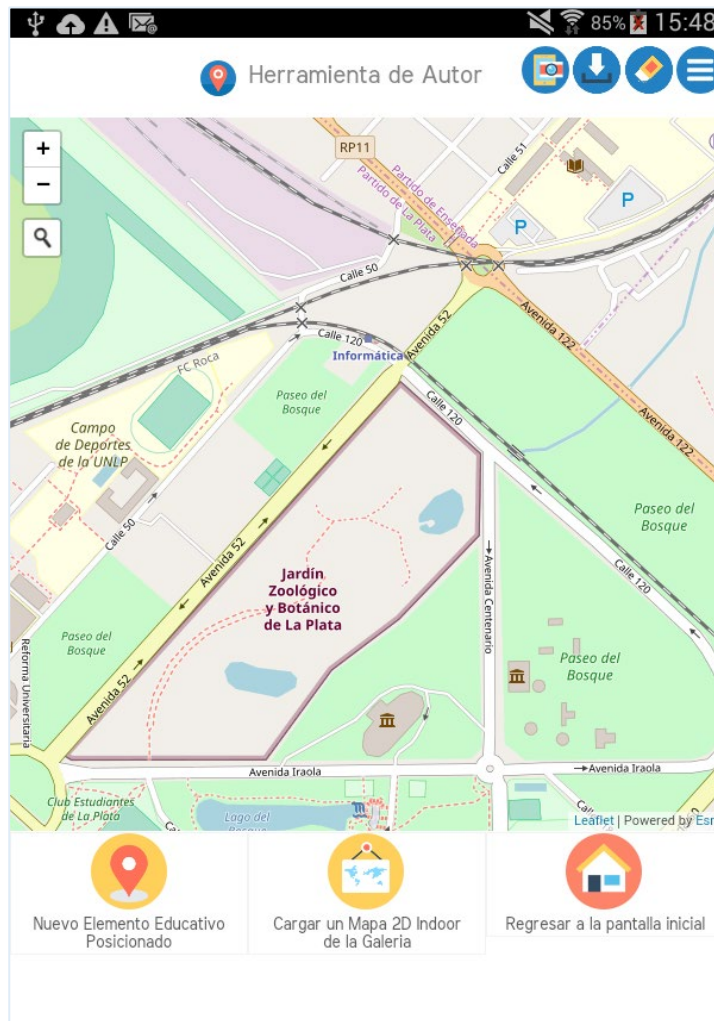 85% 15:48
Herramienta de Autor
+
−
RP11
Calle 51
Partido de Ensenada
Partido de La Plata
P
P
Calle 50
Avenida 52
Avenida 122
Calle 120
Informática
FC Roca
Paseo del
Bosque
Calle 120
Avenida 122
Campo
de Deportes
de la UNLP
Paseo del
Bosque
Calle 50
Avenida 52
Calle 120
Avenida Centenario
Jardín
Zoológico
y Botánico
de La Plata
Paseo del
Bosque
Reforma Universitaria
Avenida 52
Paseo del
Bosque
Avenida Iraola
Avenida Iraola
Club Estudiantes
de La Plata
Lago del
Leaflet | Powered by Esr
Nuevo Elemento Educativo
Posicionado
Cargar un Mapa 2D Indoor
de la Galeria
Regresar a la pantalla inicial